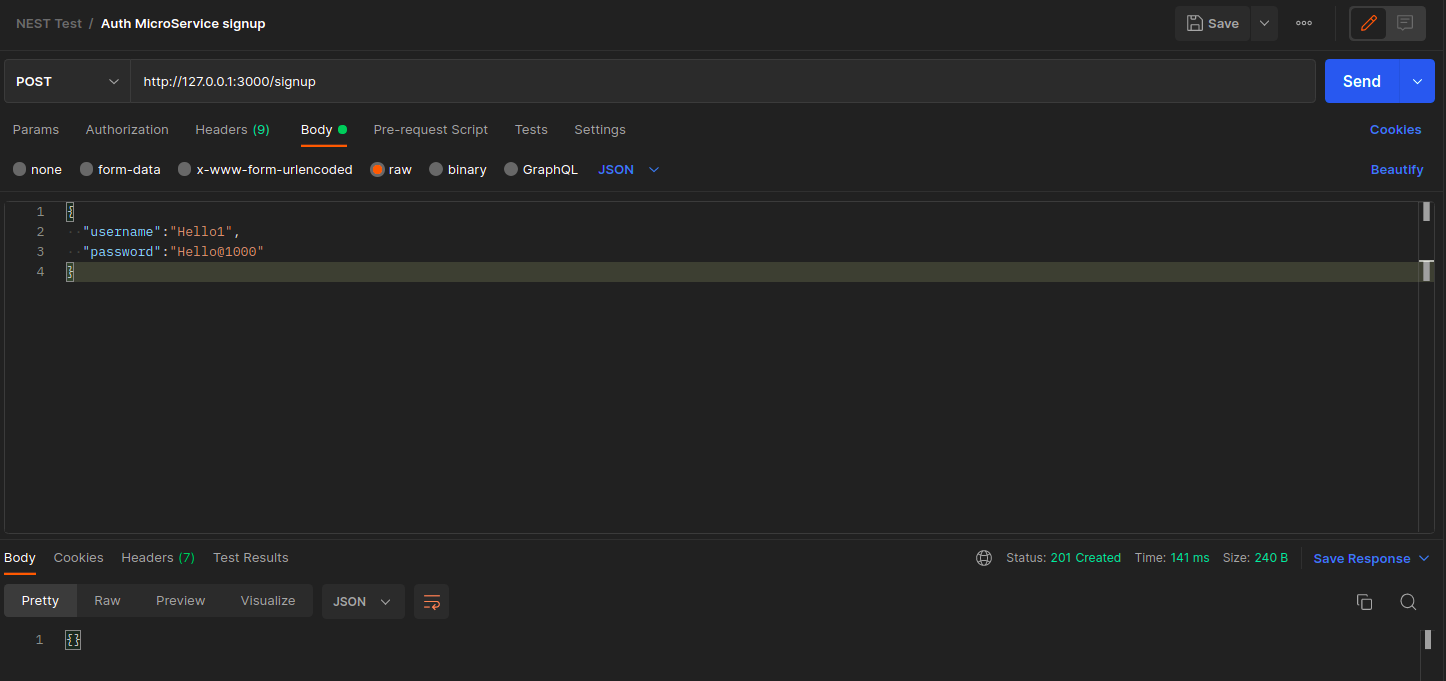 NEST Test / Auth MicroService signup
Save
POST
http://127.0.0.1:3000/signup
Send
Params Authorization Headers (9) Body Pre-request Script Tests Settings Cookies
none form-data x-www-form-urlencoded raw binary GraphQL JSON Beautify
1 {
2 "username":"Hello1",
3 "password":"Hello@1000"
4 }
Body Cookies Headers (7) Test Results Status: 201 Created Time: 141 ms Size: 240 B Save Response
Pretty Raw Preview Visualize JSON
1 {}